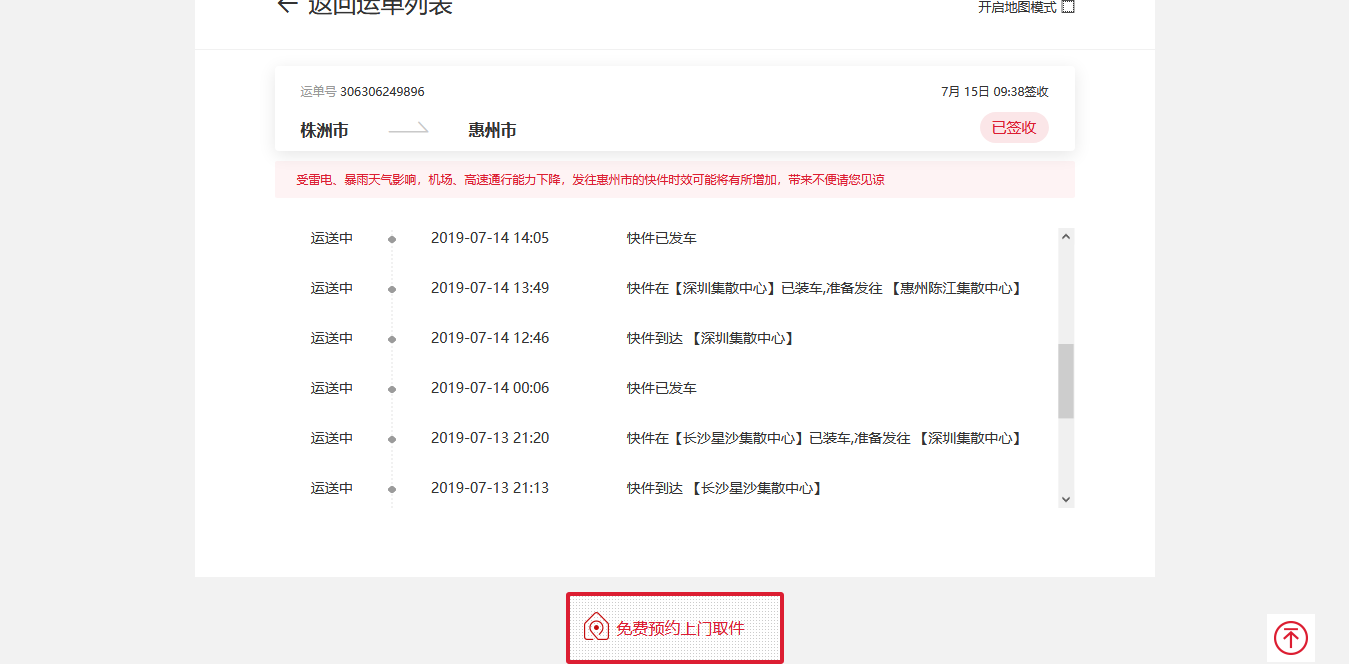 返回运单列表
开启地图模式
运单号 306306249896
7月 15日 09:38签收
株洲市
惠州市
已签收
受雷电、暴雨天气影响，机场、高速通行能力下降，发往惠州市的快件时效可能将有所增加，带来不便请您见谅
运送中 2019-07-14 14:05 快件已发车
运送中 2019-07-14 13:49 快件在【深圳集散中心】已装车,准备发往 【惠州陈江集散中心】
运送中 2019-07-14 12:46 快件到达 【深圳集散中心】
运送中 2019-07-14 00:06 快件已发车
运送中 2019-07-13 21:20 快件在【长沙星沙集散中心】已装车,准备发往 【深圳集散中心】
运送中 2019-07-13 21:13 快件到达 【长沙星沙集散中心】
免费预约上门取件